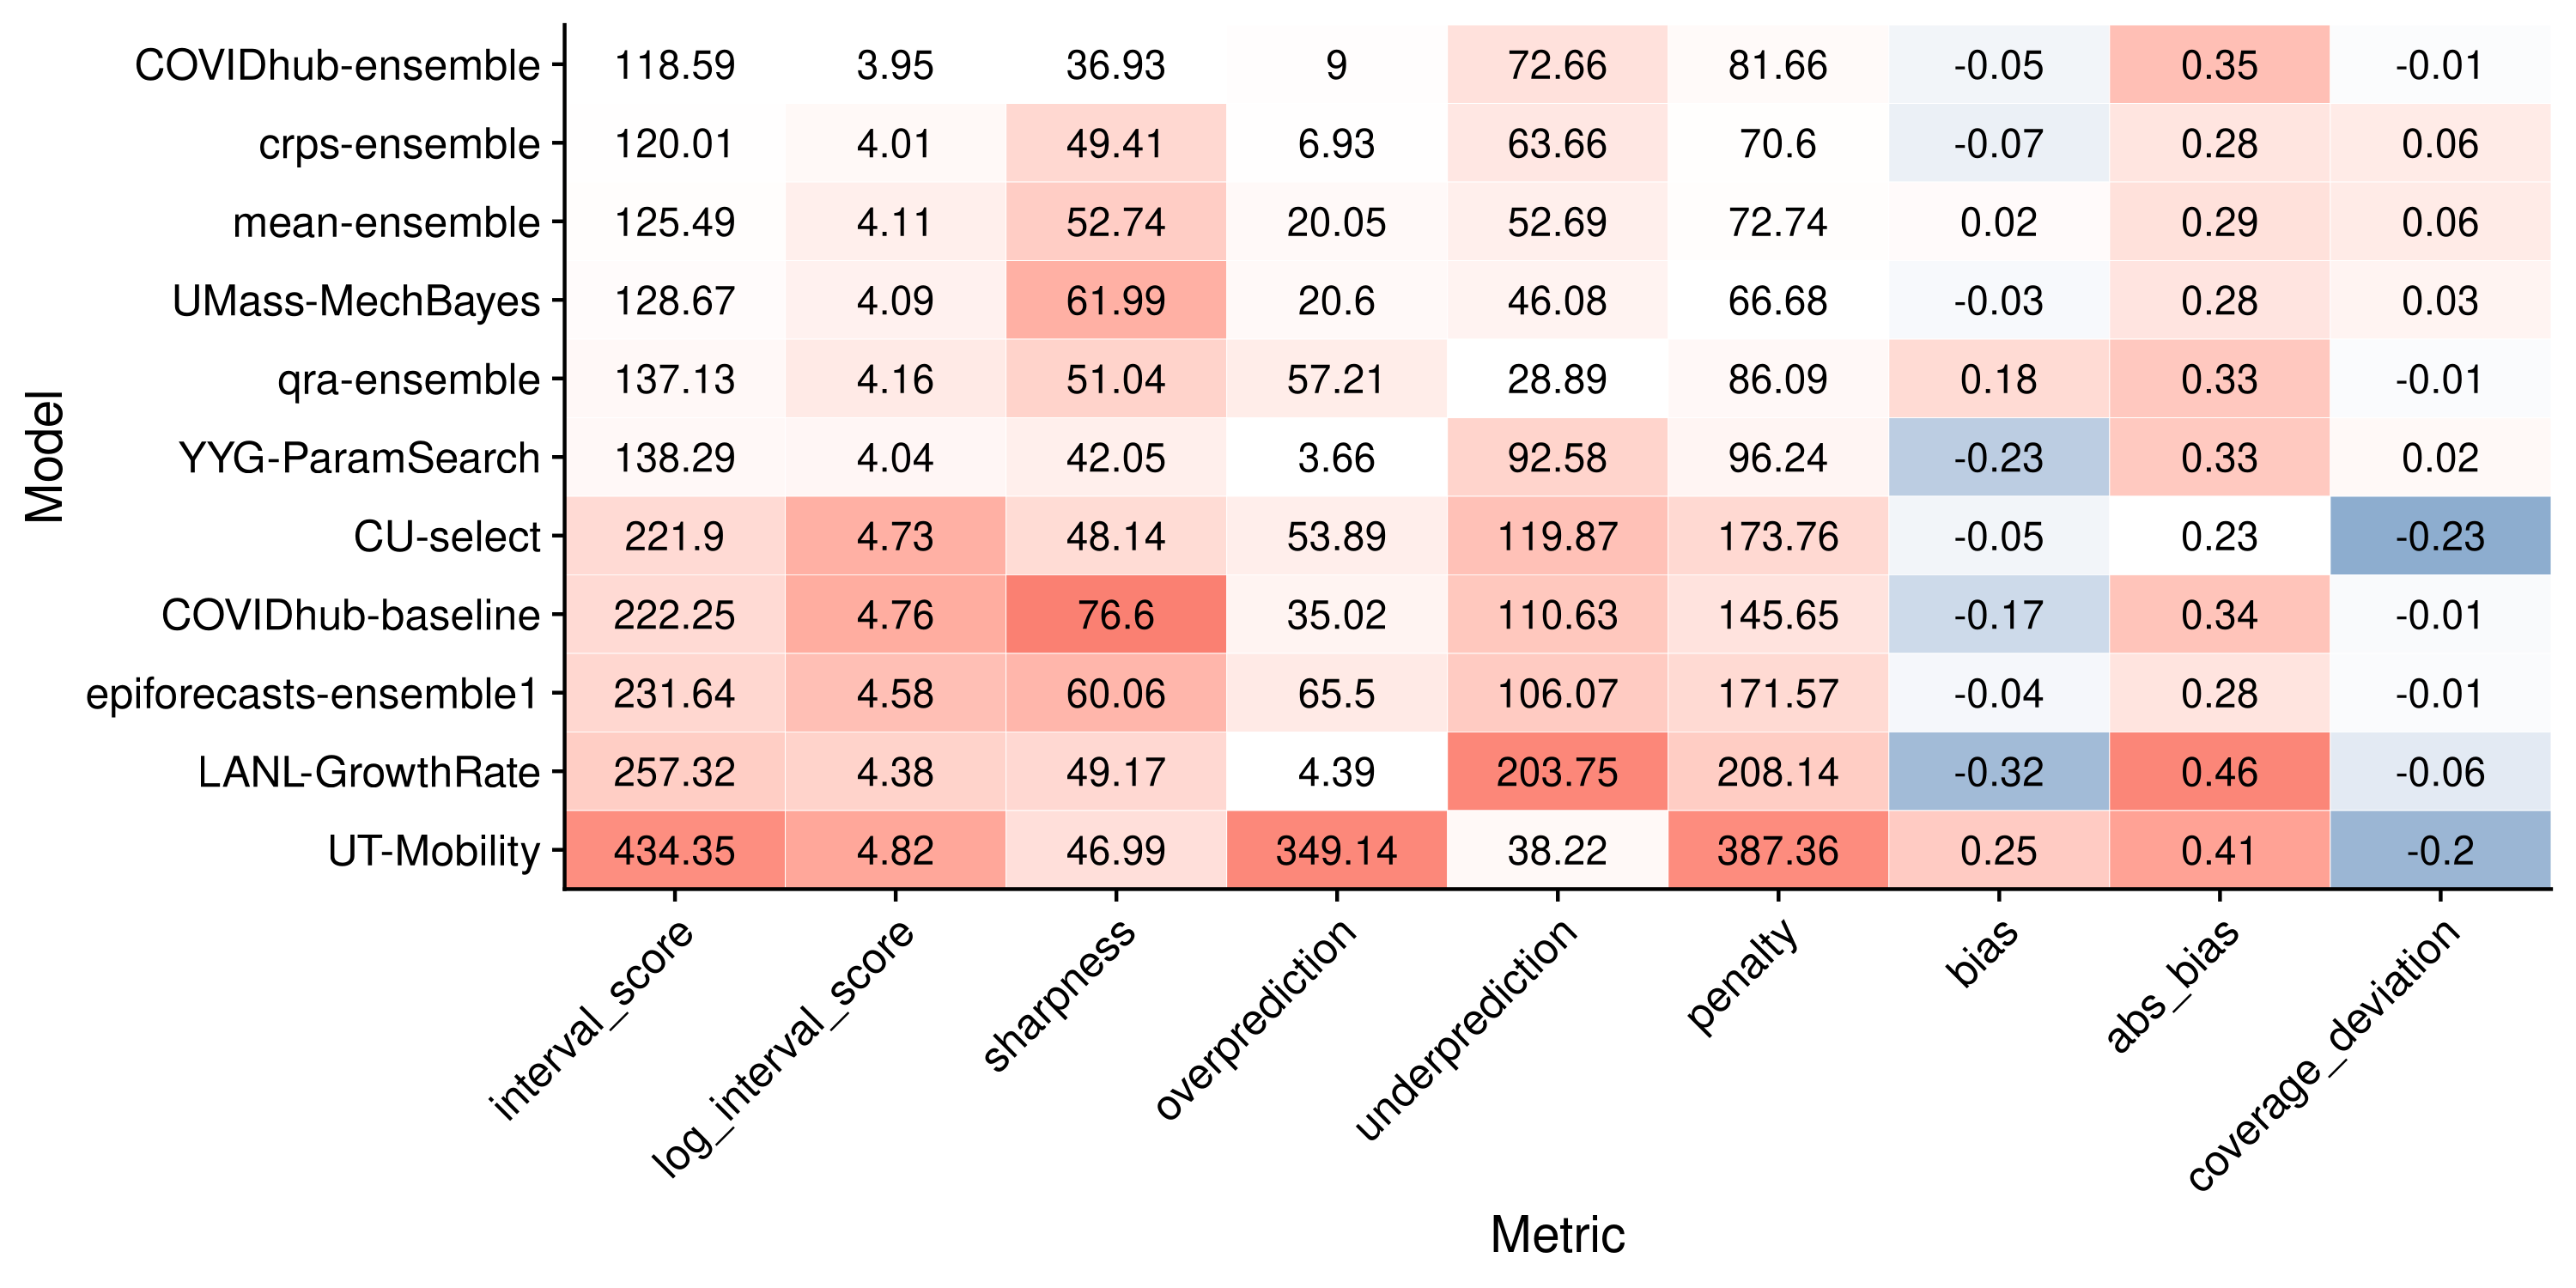 COVIDhub-ensemble 118.59 3.95 36.93 9 72.66 81.66 -0.05 0.35 -0.01
crps-ensemble 120.01 4.01 49.41 6.93 63.66 70.6 -0.07 0.28 0.06
mean-ensemble 125.49 4.11 52.74 20.05 52.69 72.74 0.02 0.29 0.06
UMass-MechBayes 128.67 4.09 61.99 20.6 46.08 66.68 -0.03 0.28 0.03
qra-ensemble 137.13 4.16 51.04 57.21 28.89 86.09 0.18 0.33 -0.01
YYG-ParamSearch 138.29 4.04 42.05 3.66 92.58 96.24 -0.23 0.33 0.02
CU-select 221.9 4.73 48.14 53.89 119.87 173.76 -0.05 0.23 -0.23
COVIDhub-baseline 222.25 4.76 76.6 35.02 110.63 145.65 -0.17 0.34 -0.01
epiforecasts-ensemble1 231.64 4.58 60.06 65.5 106.07 171.57 -0.04 0.28 -0.01
LANL-GrowthRate 257.32 4.38 49.17 4.39 203.75 208.14 -0.32 0.46 -0.06
UT-Mobility 434.35 4.82 46.99 349.14 38.22 387.36 0.25 0.41 -0.2
Model
interval_score
log_interval_score
sharpness
overprediction
underprediction
penalty
bias
abs_bias
coverage_deviation
Metric